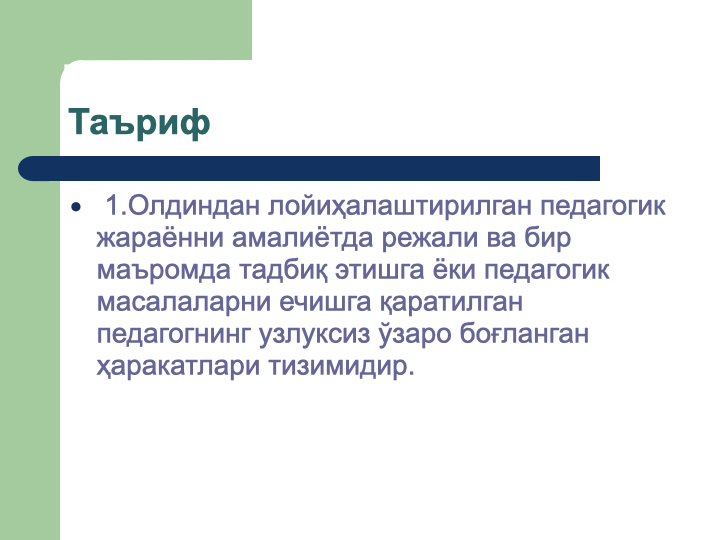 Таъриф
• 1.Олдиндан лойиҳалаштирилган педагогик
жараённи амалиётда режали ва бир
маъромда тадбиқ этишга ёки педагогик
масалаларни ечишга қаратилган
педагогнинг узлуксиз ўзаро боғланган
ҳаракатлари тизимидир.